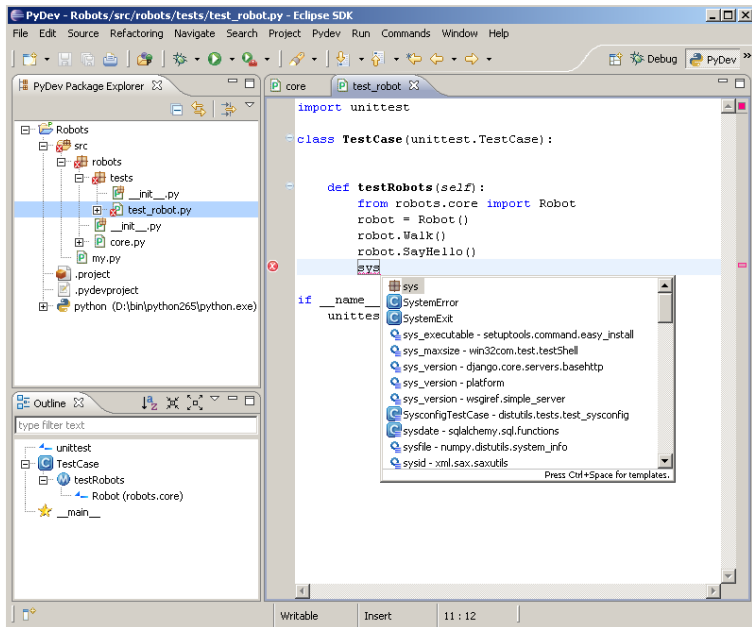 PyDev - Robots/src/robots/tests/test_robot.py - Eclipse SDK
File Edit Source Refactoring Navigate Search Project Pydev Run Commands Window Help
Debug PyDev »
PyDev Package Explorer
Robots
src
robots
tests
__init__.py
test_robot.py
__init__.py
core.py
my.py
.project
.pydevproject
python (D:\bin\python265\python.exe)
Outline
type filter text
unittest
TestCase
testRobots
Robot (robots.core)
__main__
core test_robot
import unittest
class TestCase(unittest.TestCase):
def testRobots(self):
from robots.core import Robot
robot = Robot()
robot.Walk()
robot.SayHello()
sys
if __name__
unittes
sys
SystemError
SystemExit
sys_executable - setuptools.command.easy_install
sys_maxsize - win32com.test.testShell
sys_version - django.core.servers.basehttp
sys_version - platform
sys_version - wsgiref.simple_server
SysconfigTestCase - distutils.tests.test_sysconfig
sysdate - sqlalchemy.sql.functions
sysfile - numpy.distutils.system_info
sysid - xml.sax.saxutils
Press Ctrl+Space for templates.
Writable Insert 11 : 12